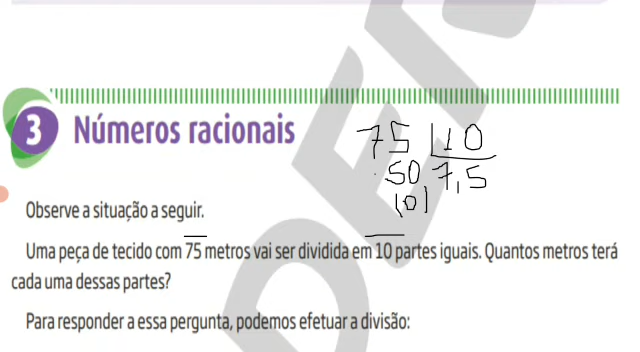 3 Números racionais
75 10
50 7,5
(0)
Observe a situação a seguir.
Uma peça de tecido com 75 metros vai ser dividida em 10 partes iguais. Quantos metros terá
cada uma dessas partes?
Para responder a essa pergunta, podemos efetuar a divisão: